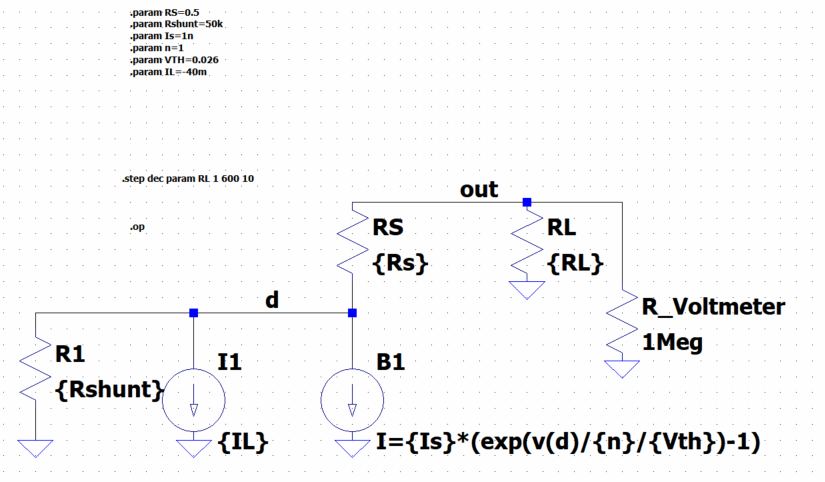 .param RS=0.5
.param Rshunt=50k
.param Is=1n
.param n=1
.param VTH=0.026
.param IL=-40m
.step dec param RL 1 600 10
out
.op
RS
{Rs}
RL
{RL}
d
R_Voltmeter
1Meg
R1
{Rshunt}
I1
{IL}
B1
I={Is}*(exp(v(d)/{n}/{Vth})-1)